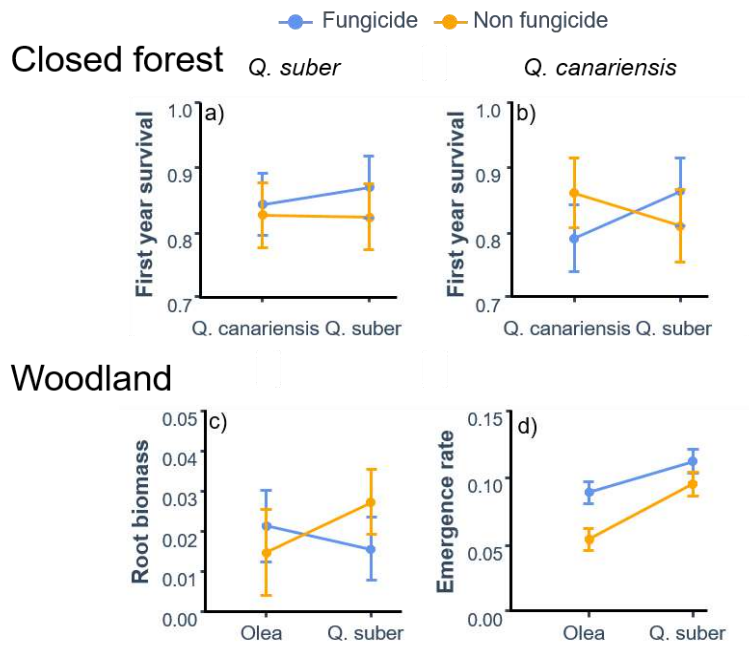 Fungicide Non fungicide
Closed forest Q. suber Q. canariensis
a)
First year survival
1.0
0.9
0.8
0.7
Q. canariensis Q. suber
b)
First year survival
1.0
0.9
0.8
0.7
Q. canariensis Q. suber
Woodland
c)
Root biomass
0.05
0.04
0.03
0.02
0.01
0.00
Olea Q. suber
d)
Emergence rate
0.15
0.10
0.05
0.00
Olea Q. suber